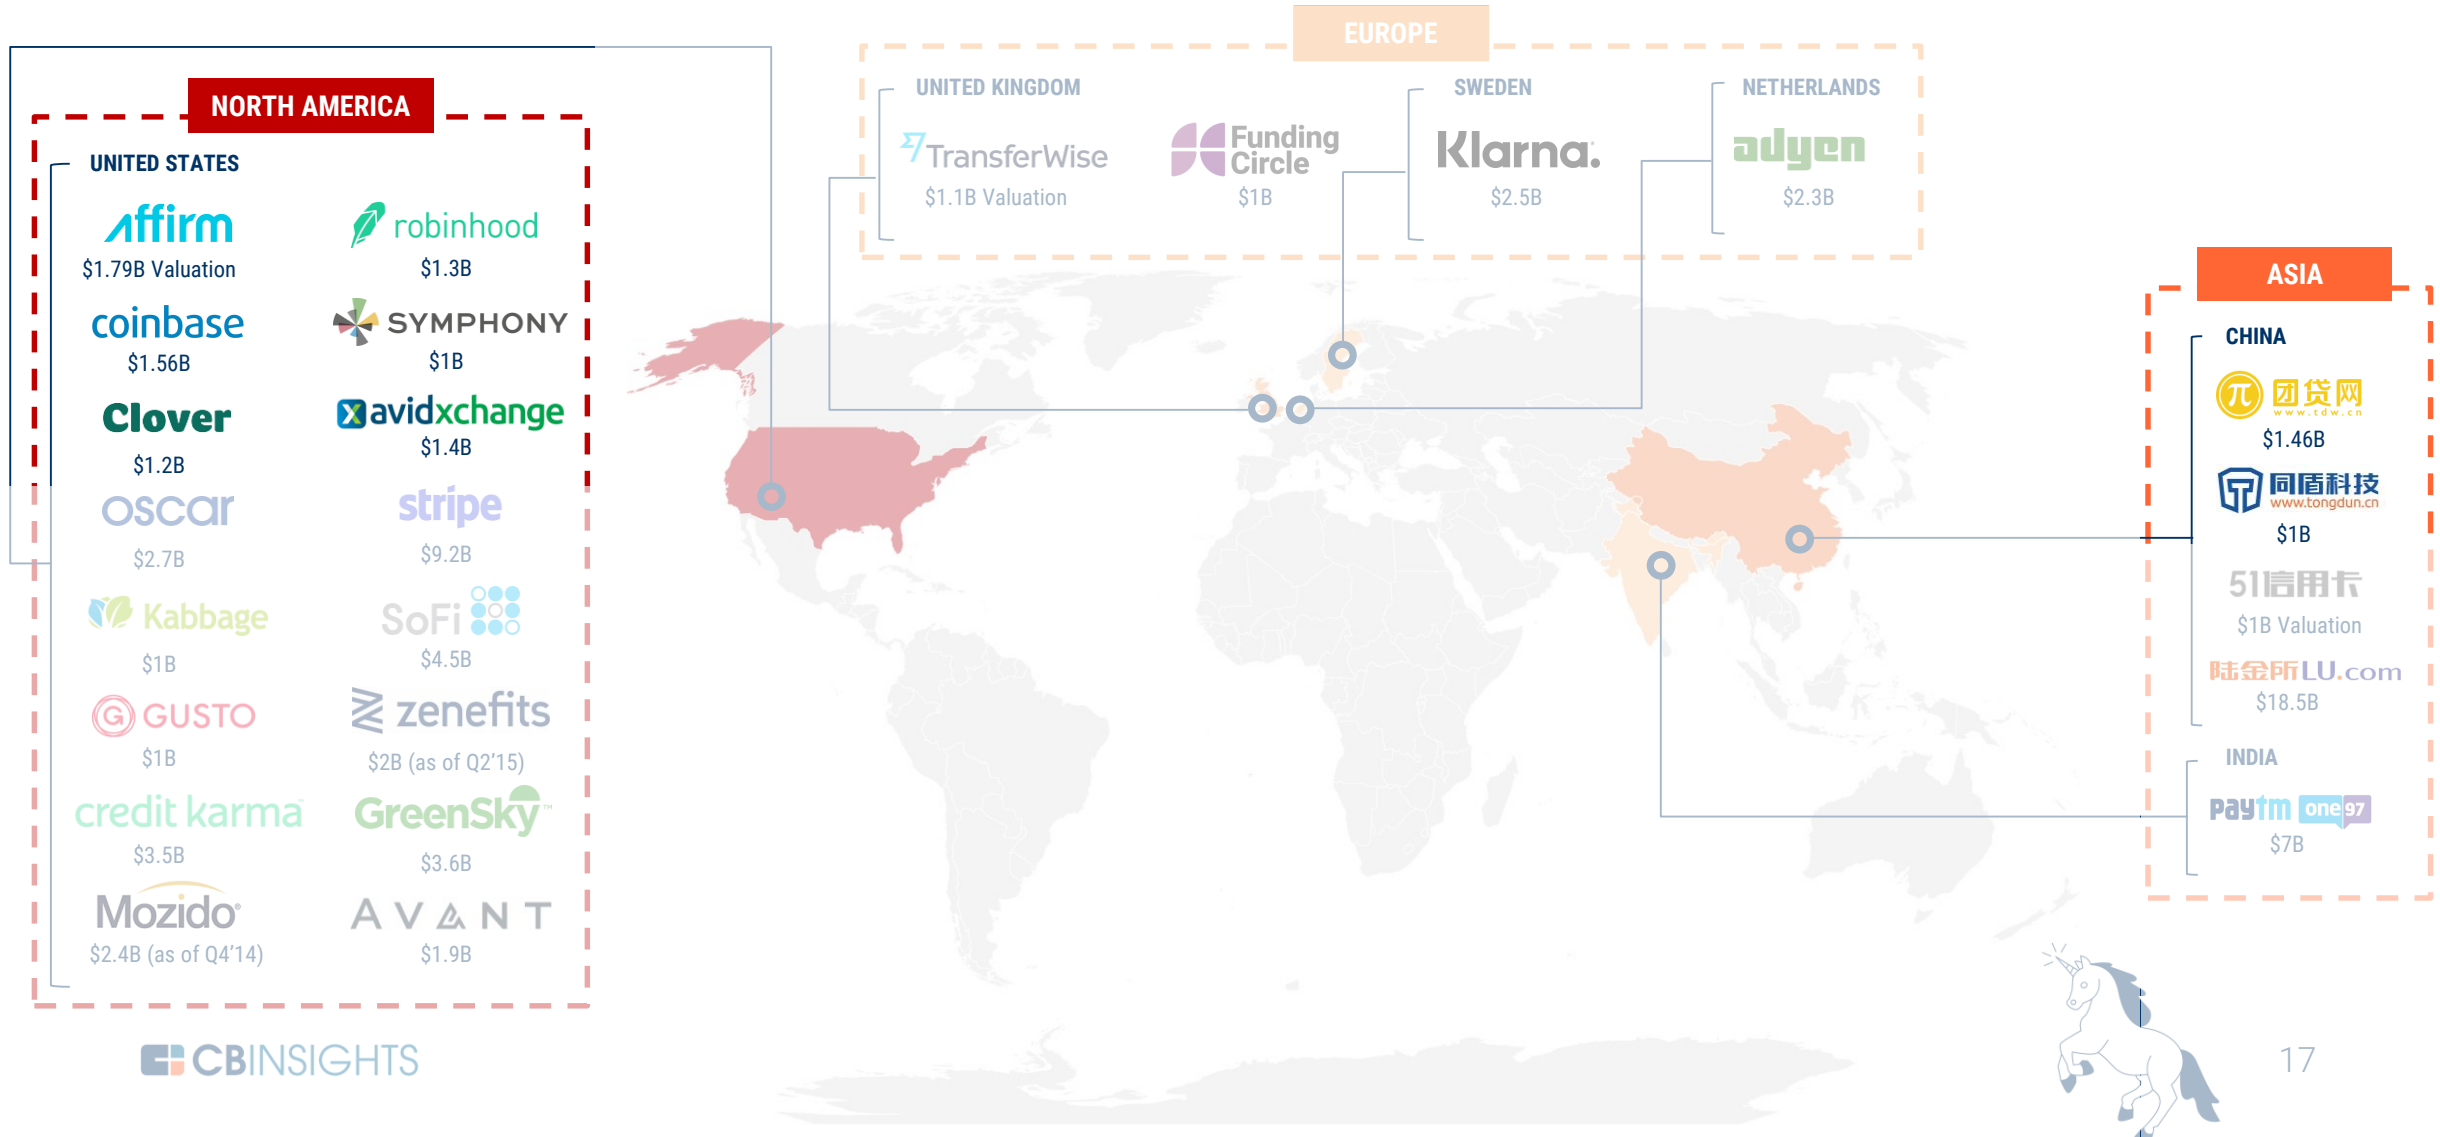 EUROPE
UNITED KINGDOM
SWEDEN
NETHERLANDS
TransferWise
$1.1B Valuation
Funding
Circle
$1B
Klarna.
$2.5B
adyen
$2.3B
NORTH AMERICA
UNITED STATES
Affirm
$1.79B Valuation
robinhood
$1.3B
coinbase
$1.56B
SYMPHONY
$1B
Clover
$1.2B
avidxchange
$1.4B
oscar
$2.7B
stripe
$9.2B
Kabbage
$1B
SoFi
$4.5B
G GUSTO
$1B
zenefits
$2B (as of Q2’15)
credit karma
$3.5B
GreenSky™
$3.6B
Mozido®
$2.4B (as of Q4’14)
AVANT
$1.9B
ASIA
CHINA
π 团贷网
www.tdw.cn
$1.46B
同盾科技
www.tongdun.cn
$1B
51信用卡
$1B Valuation
陆金所LU.com
$18.5B
INDIA
paytm one97
$7B
CBINSIGHTS
17